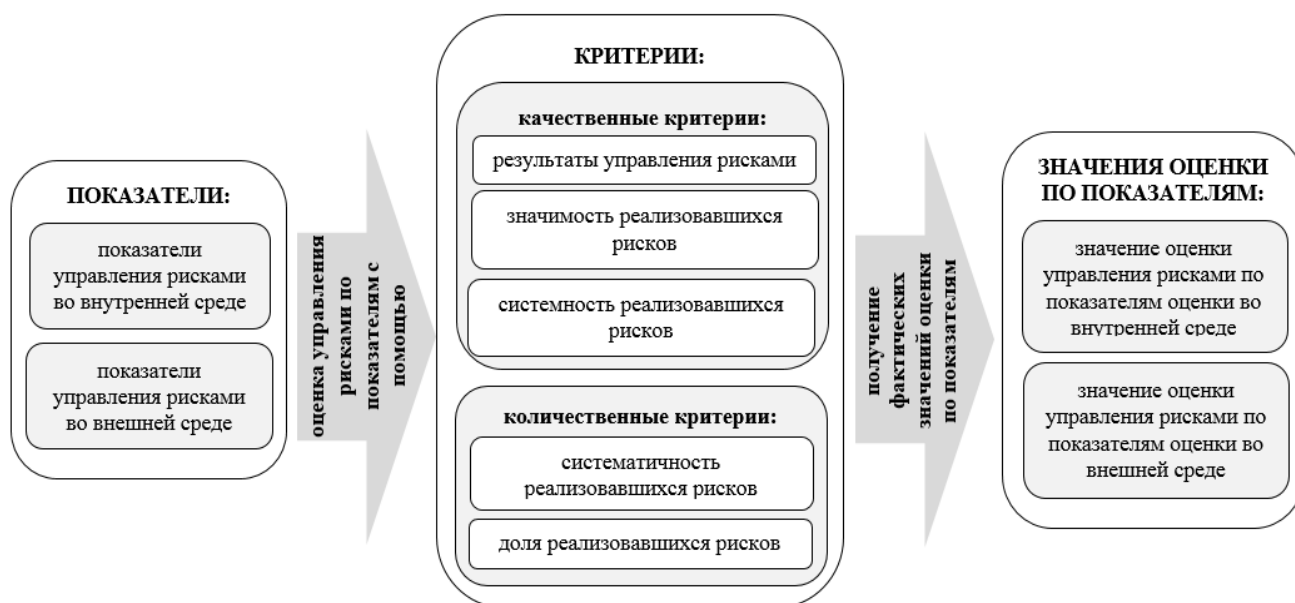 ПОКАЗАТЕЛИ:
показатели
управления рисками
во внутренней среде
показатели
управления рисками
во внешней среде
оценка управления
рисками по
показателям с
помощью
КРИТЕРИИ:
качественные критерии:
результаты управления рисками
значимость реализовавшихся
рисков
системность реализовавшихся
рисков
количественные критерии:
систематичность
реализовавшихся рисков
доля реализовавшихся рисков
получение
фактических
значений оценки
по показателям
ЗНАЧЕНИЯ ОЦЕНКИ
ПО ПОКАЗАТЕЛЯМ:
значение оценки
управления рисками по
показателям оценки во
внутренней среде
значение оценки
управления рисками по
показателям оценки во
внешней среде